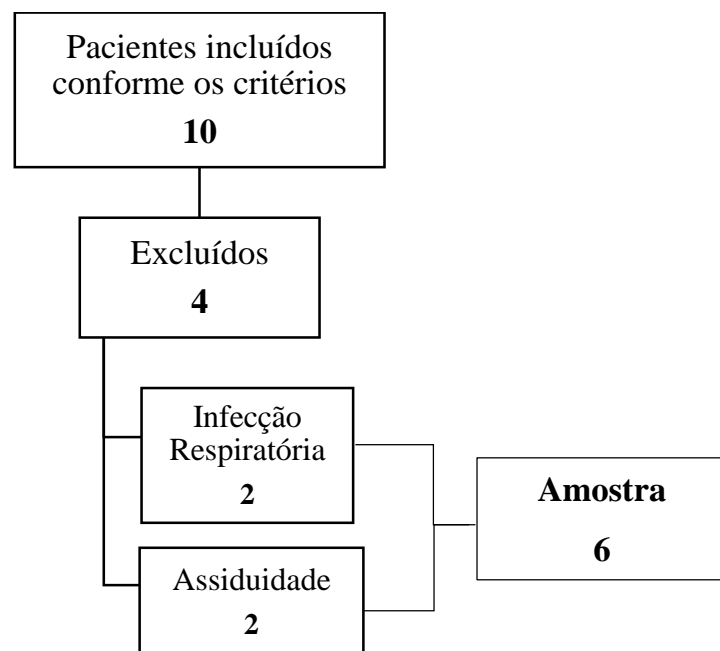 Pacientes incluídos
conforme os critérios
10
Excluídos
4
Infecção
Respiratória
2
Assiduidade
2
Amostra
6